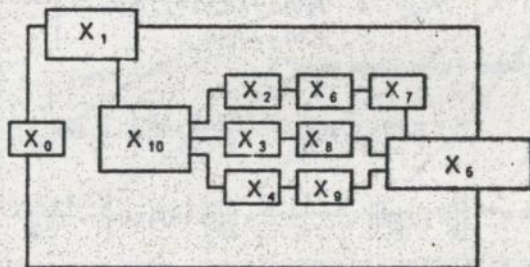 X₁
X₂ X₆ X₇
X₀ X₁₀ X₃ X₈ X₅
X₄ X₉